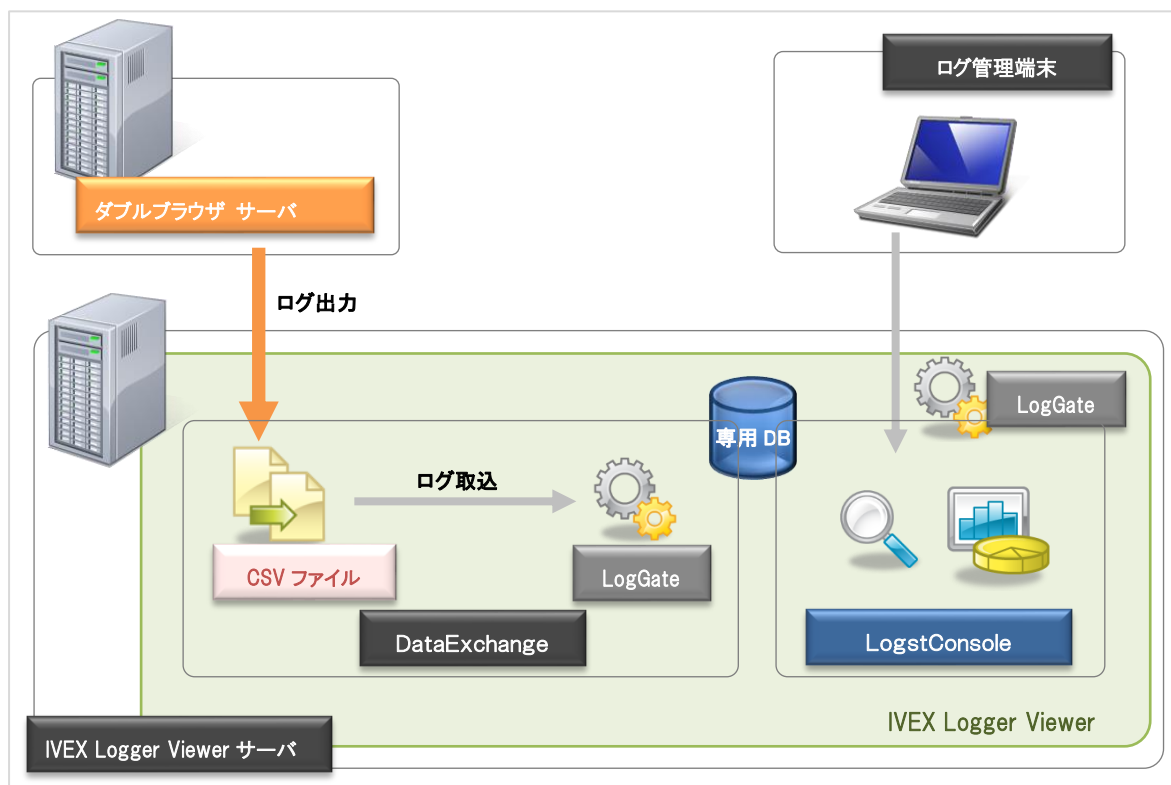 ログ管理端末
ダブルブラウザ サーバ
ログ出力
LogGate
専用 DB
ログ取込
CSV ファイル
LogGate
DataExchange
LogstConsole
IVEX Logger Viewer
IVEX Logger Viewer サーバ